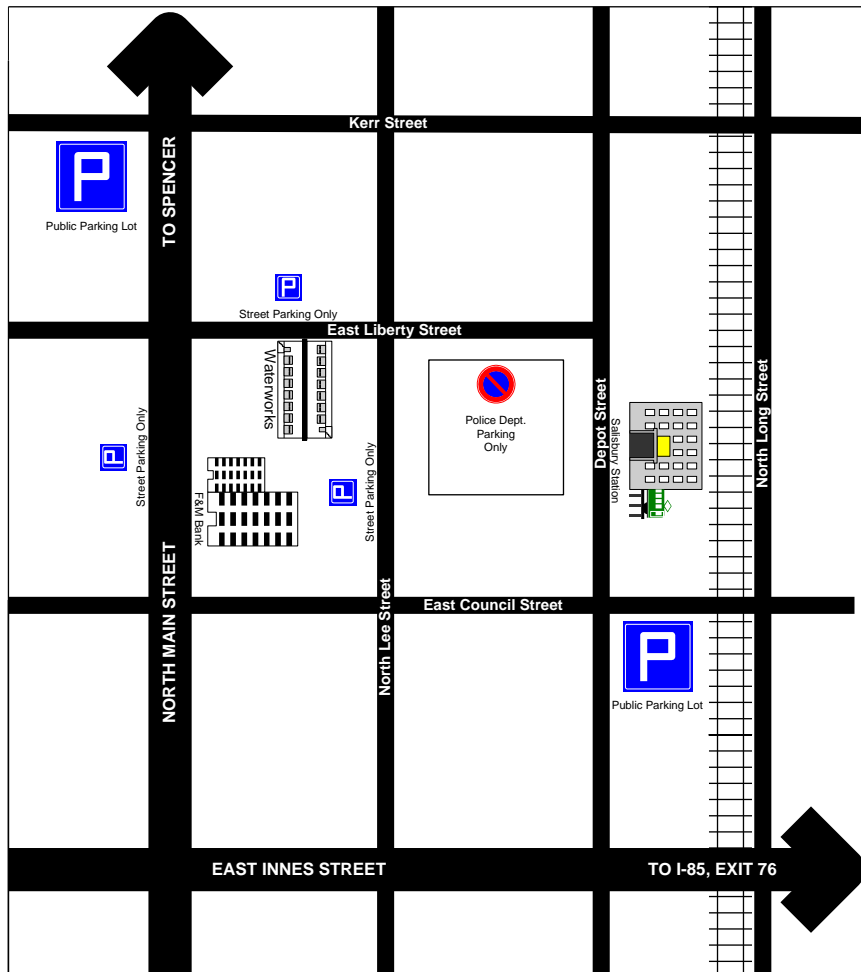 Kerr Street
TO SPENCER
P
Public Parking Lot
P
Street Parking Only
East Liberty Street
Waterworks
Police Dept.
Parking
Only
Depot Street
Salisbury Station
North Long Street
P
Street Parking Only
P
Street Parking Only
F&M Bank
NORTH MAIN STREET
North Lee Street
East Council Street
P
Public Parking Lot
EAST INNES STREET
TO I-85, EXIT 76